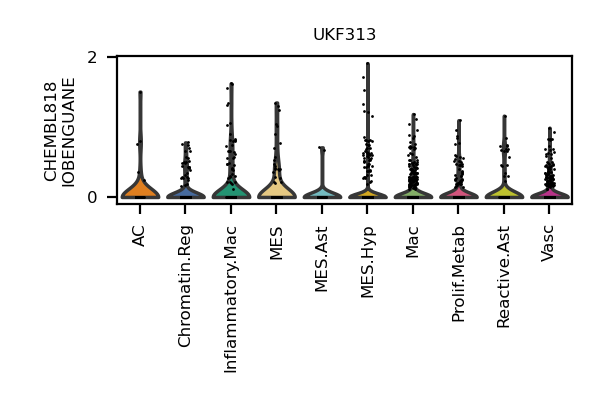 UKF313
CHEMBL818
IOBENGUANE
2
0
AC
Chromatin.Reg
Inflammatory.Mac
MES
MES.Ast
MES.Hyp
Mac
Prolif.Metab
Reactive.Ast
Vasc